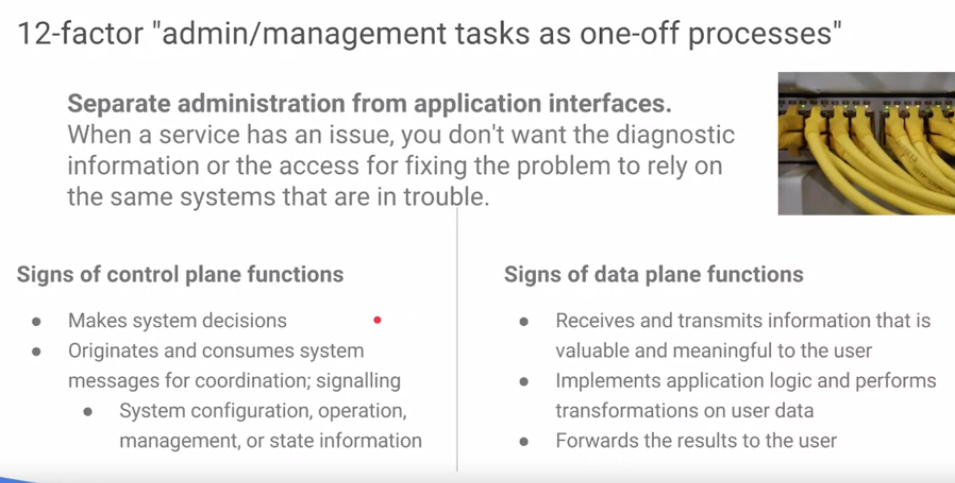 12-factor "admin/management tasks as one-off processes"
Separate administration from application interfaces.
When a service has an issue, you don't want the diagnostic
information or the access for fixing the problem to rely on
the same systems that are in trouble.
Signs of control plane functions
● Makes system decisions
● Originates and consumes system
messages for coordination; signalling
● System configuration, operation,
management, or state information
Signs of data plane functions
● Receives and transmits information that is
valuable and meaningful to the user
● Implements application logic and performs
transformations on user data
● Forwards the results to the user